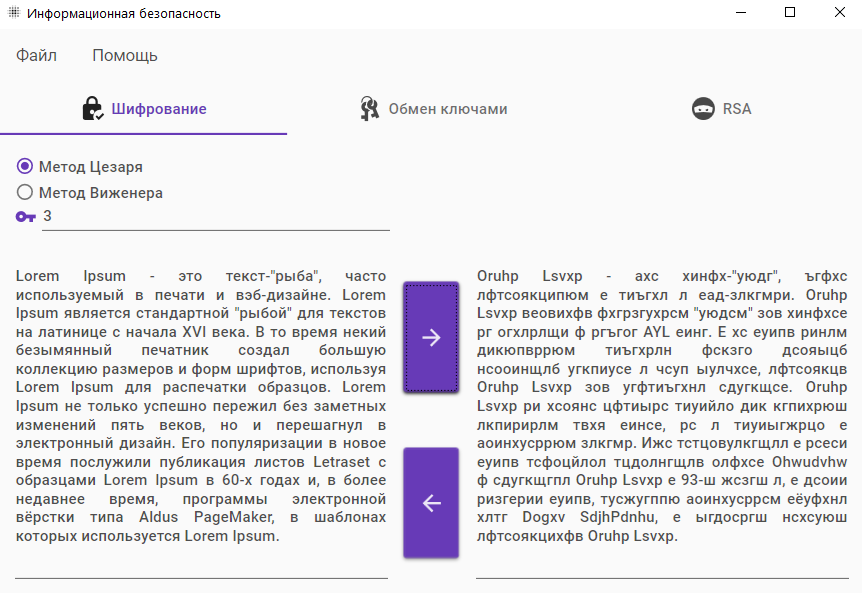 Информационная безопасность
Файл Помощь
Шифрование Обмен ключами RSA
Метод Цезаря
Метод Виженера
3
Lorem Ipsum - это текст-"рыба", часто
используемый в печати и вэб-дизайне. Lorem
Ipsum является стандартной "рыбой" для текстов
на латинице с начала XVI века. В то время некий
безымянный печатник создал большую
коллекцию размеров и форм шрифтов, используя
Lorem Ipsum для распечатки образцов. Lorem
Ipsum не только успешно пережил без заметных
изменений пять веков, но и перешагнул в
электронный дизайн. Его популяризации в новое
время послужили публикация листов Letraset с
образцами Lorem Ipsum в 60-х годах и, в более
недавнее время, программы электронной
вёрстки типа Aldus PageMaker, в шаблонах
которых используется Lorem Ipsum.
Oruhp Lsvxp - ахс хинфх-"уюдг", ъгфхс
лфтсоякципюм е тиъгхл л еад-злкгмри. Oruhp
Lsvxp веовихфв фхгрзгухрсм "уюдсм" зов хинфхсе
рг огхлрлщи ф ргъгог AYL еинг. Е хс еуипв ринлм
дикюпвррюм тиъгхрлн фскзго дсояыцб
нсооинщлб угкпиусе л чсуп ыулчхсе, лфтсоякцв
Oruhp Lsvxp зов угфтиъгхнл сдугкщсе. Oruhp
Lsvxp ри хсоянс цфтиырс тиуийло дик кгпихрюш
лкпирирлм твхя еинсе, рс л тиуиыгжрцо е
аоинхусррюм злкгмр. Ижс тстцовулкгщлл е рсеси
еуипв тсфоцйлол тцдолнгщлв олфхсе Ohwudvhw
ф сдугкщгпл Oruhp Lsvxp е 93-ш жсзгш л, е дсоии
ризгерии еуипв, тусжугппю аоинхусррсм еёуфхнл
хлтг Dogxv SdjhPdnhu, е ыгдосргш нсхсуюш
лфтсоякцихфв Oruhp Lsvxp.